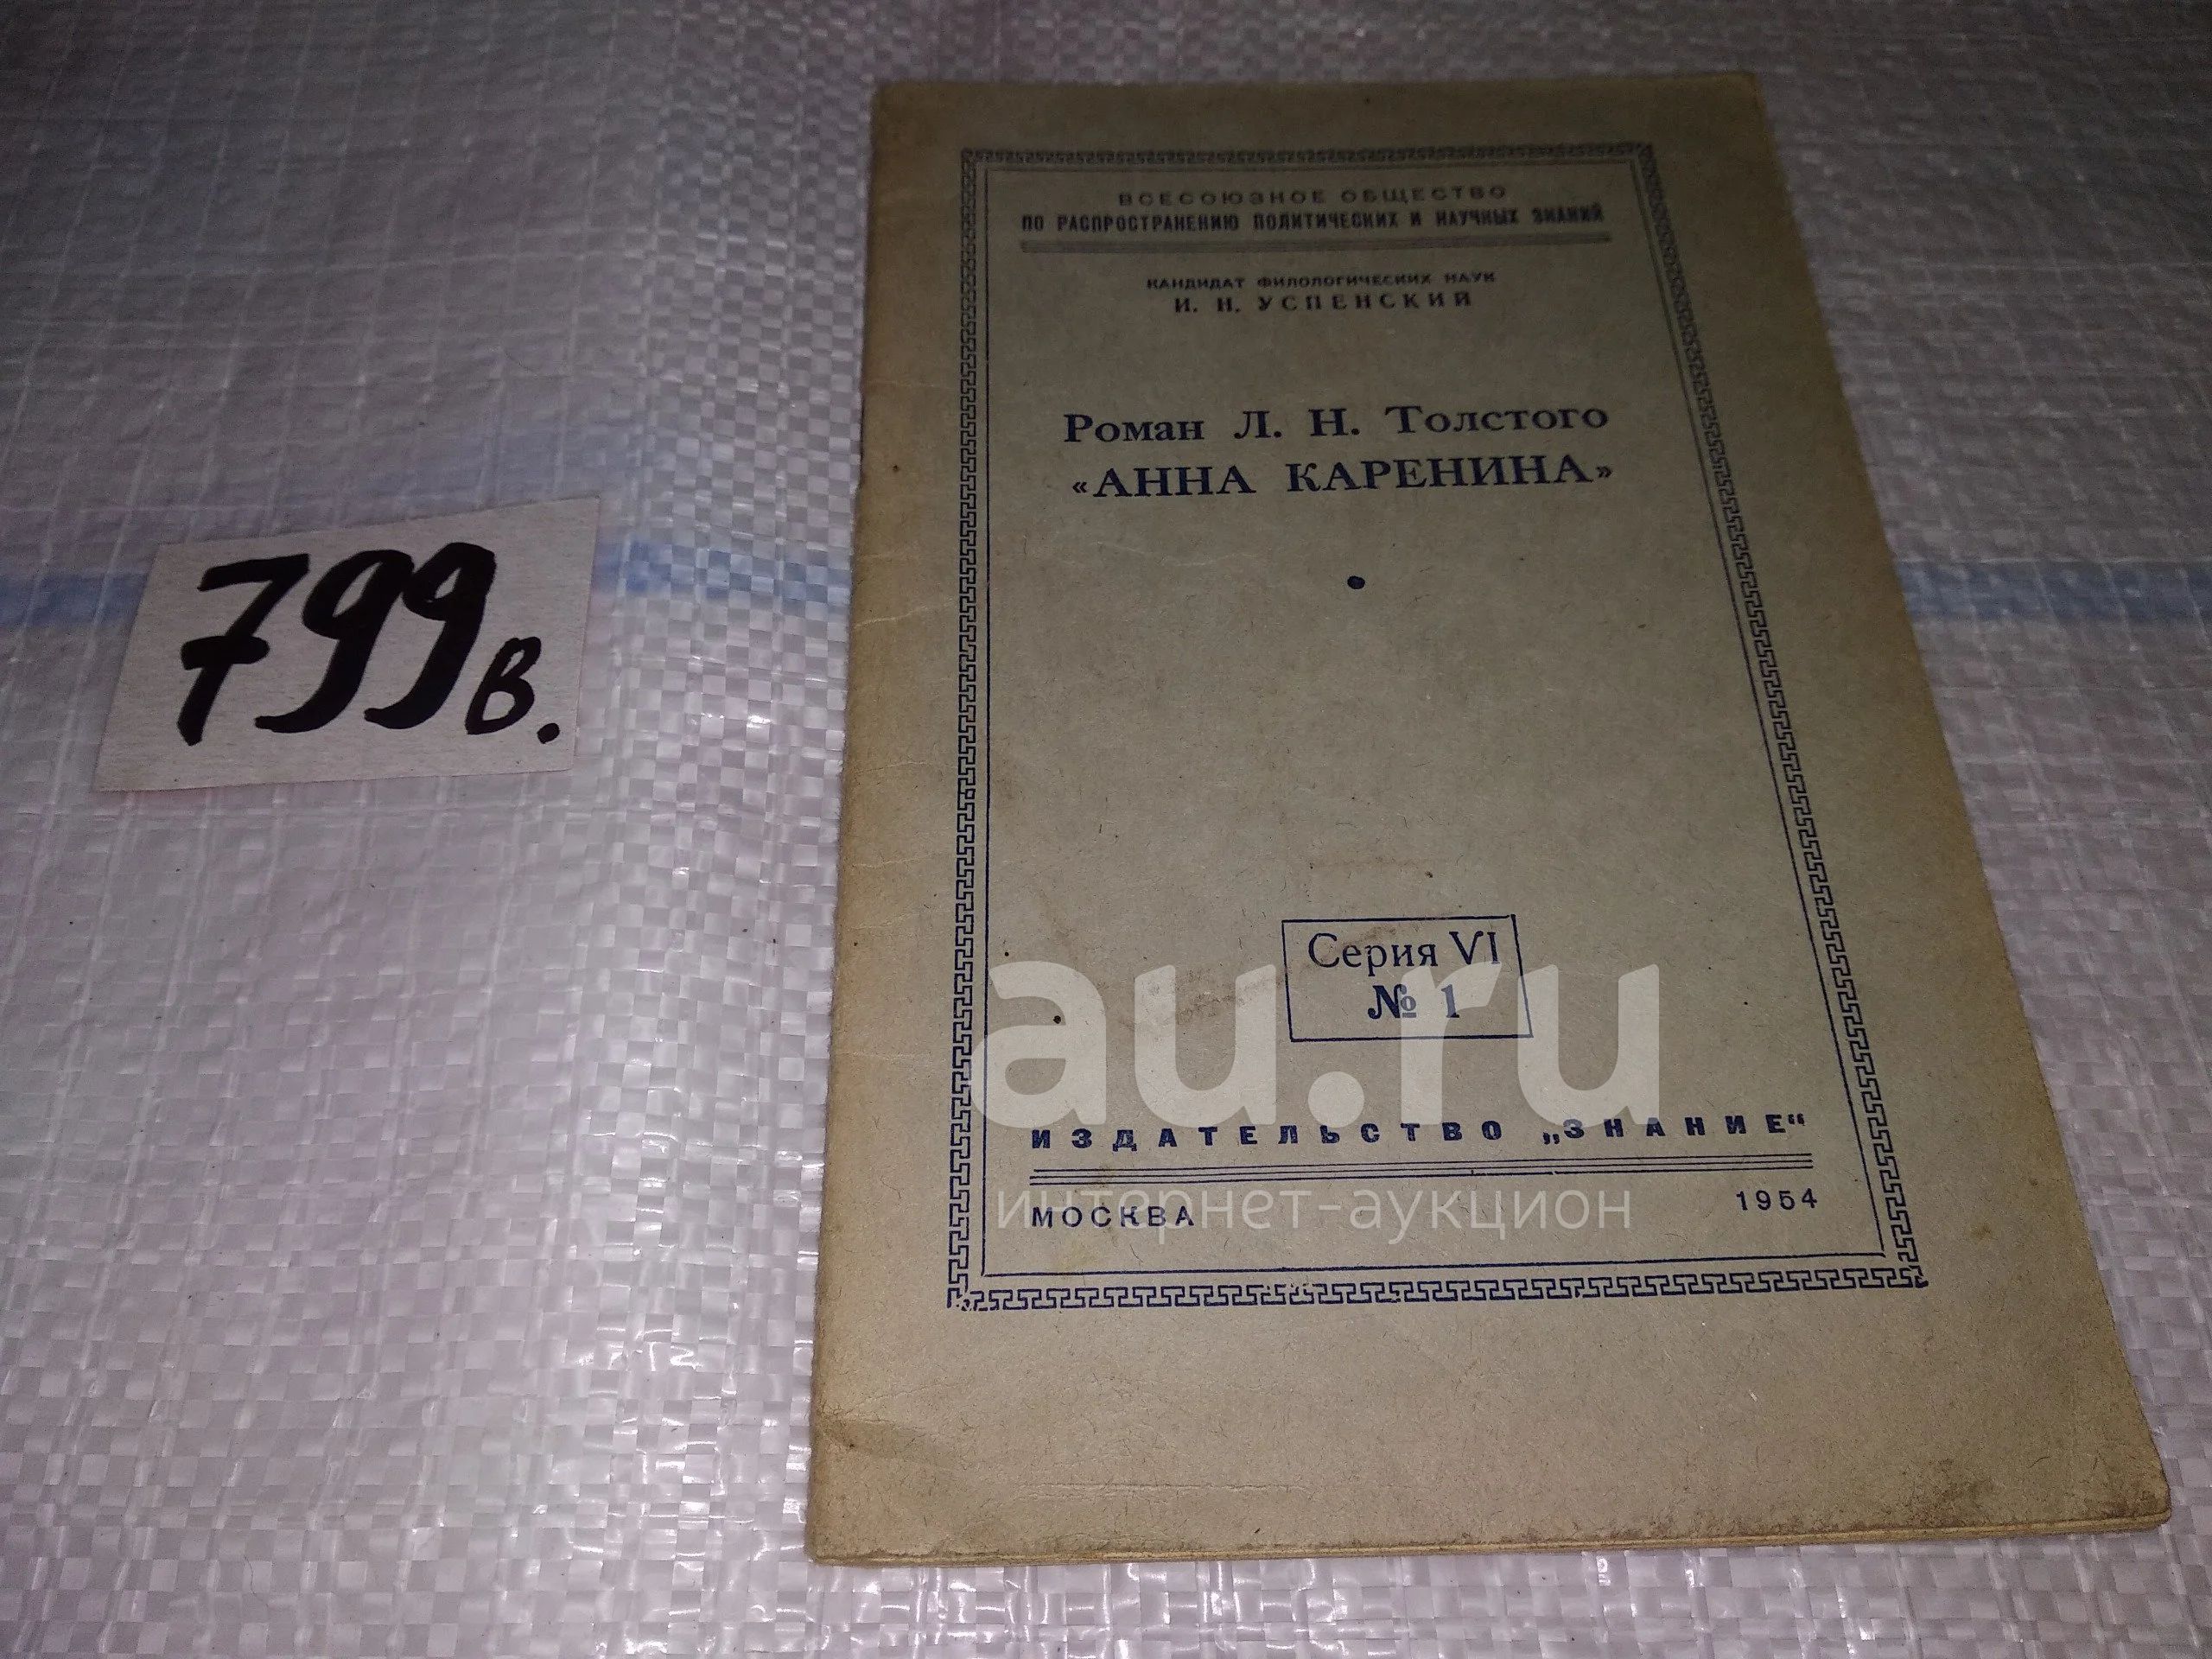 799в.
ВСЕСОЮЗНОЕ ОБЩЕСТВО
ПО РАСПРОСТРАНЕНИЮ ПОЛИТИЧЕСКИХ И НАУЧНЫХ ЗНАНИЙ
КАНДИДАТ ФИЛОЛОГИЧЕСКИХ НАУК
И. Н. УСПЕНСКИЙ
Роман Л. Н. Толстого
«АННА КАРЕНИНА»
Серия VI
№ 1
au.ru
ИЗДАТЕЛЬСТВО „ЗНАНИЕ“
интернет-аукцион
МОСКВА 1954